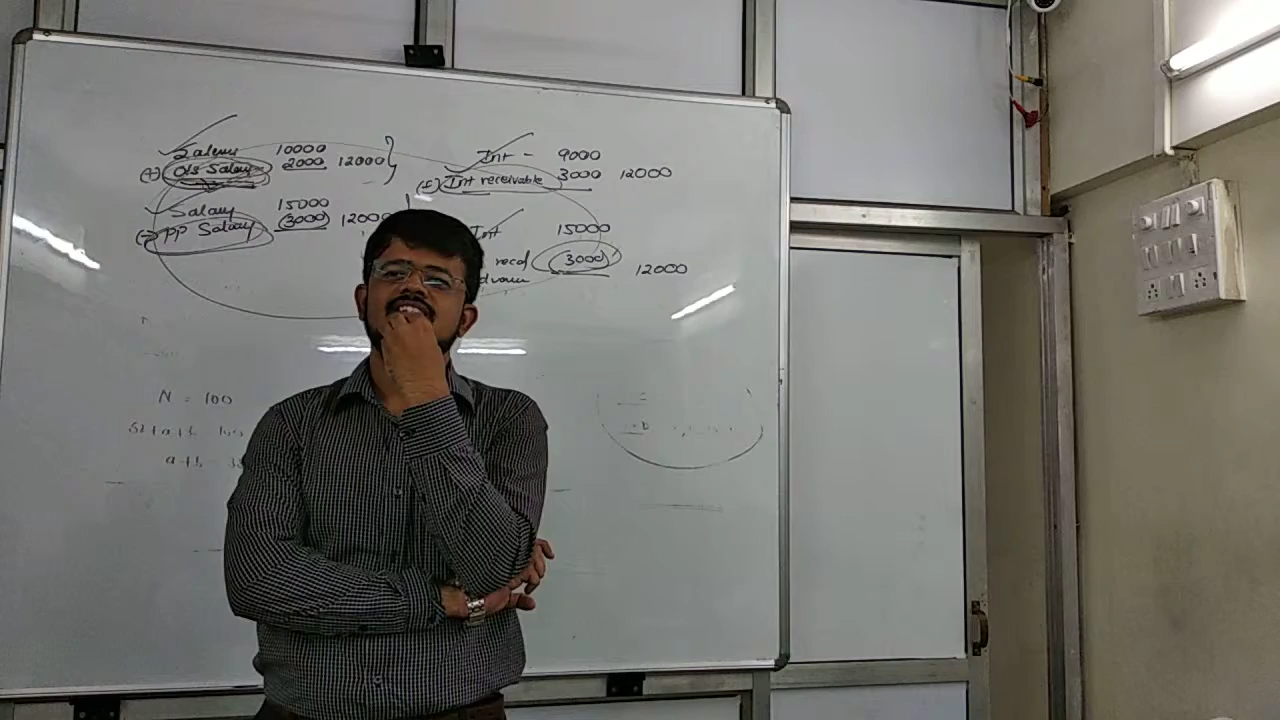 Salary 10000
(+) O/s Salary 2000 12000
Salary 15000
(-) PP Salary (3000) 1200
Int - 9000
(+) Int receivable 3000 12000
Int 15000
recd (3000) 12000
N = 100